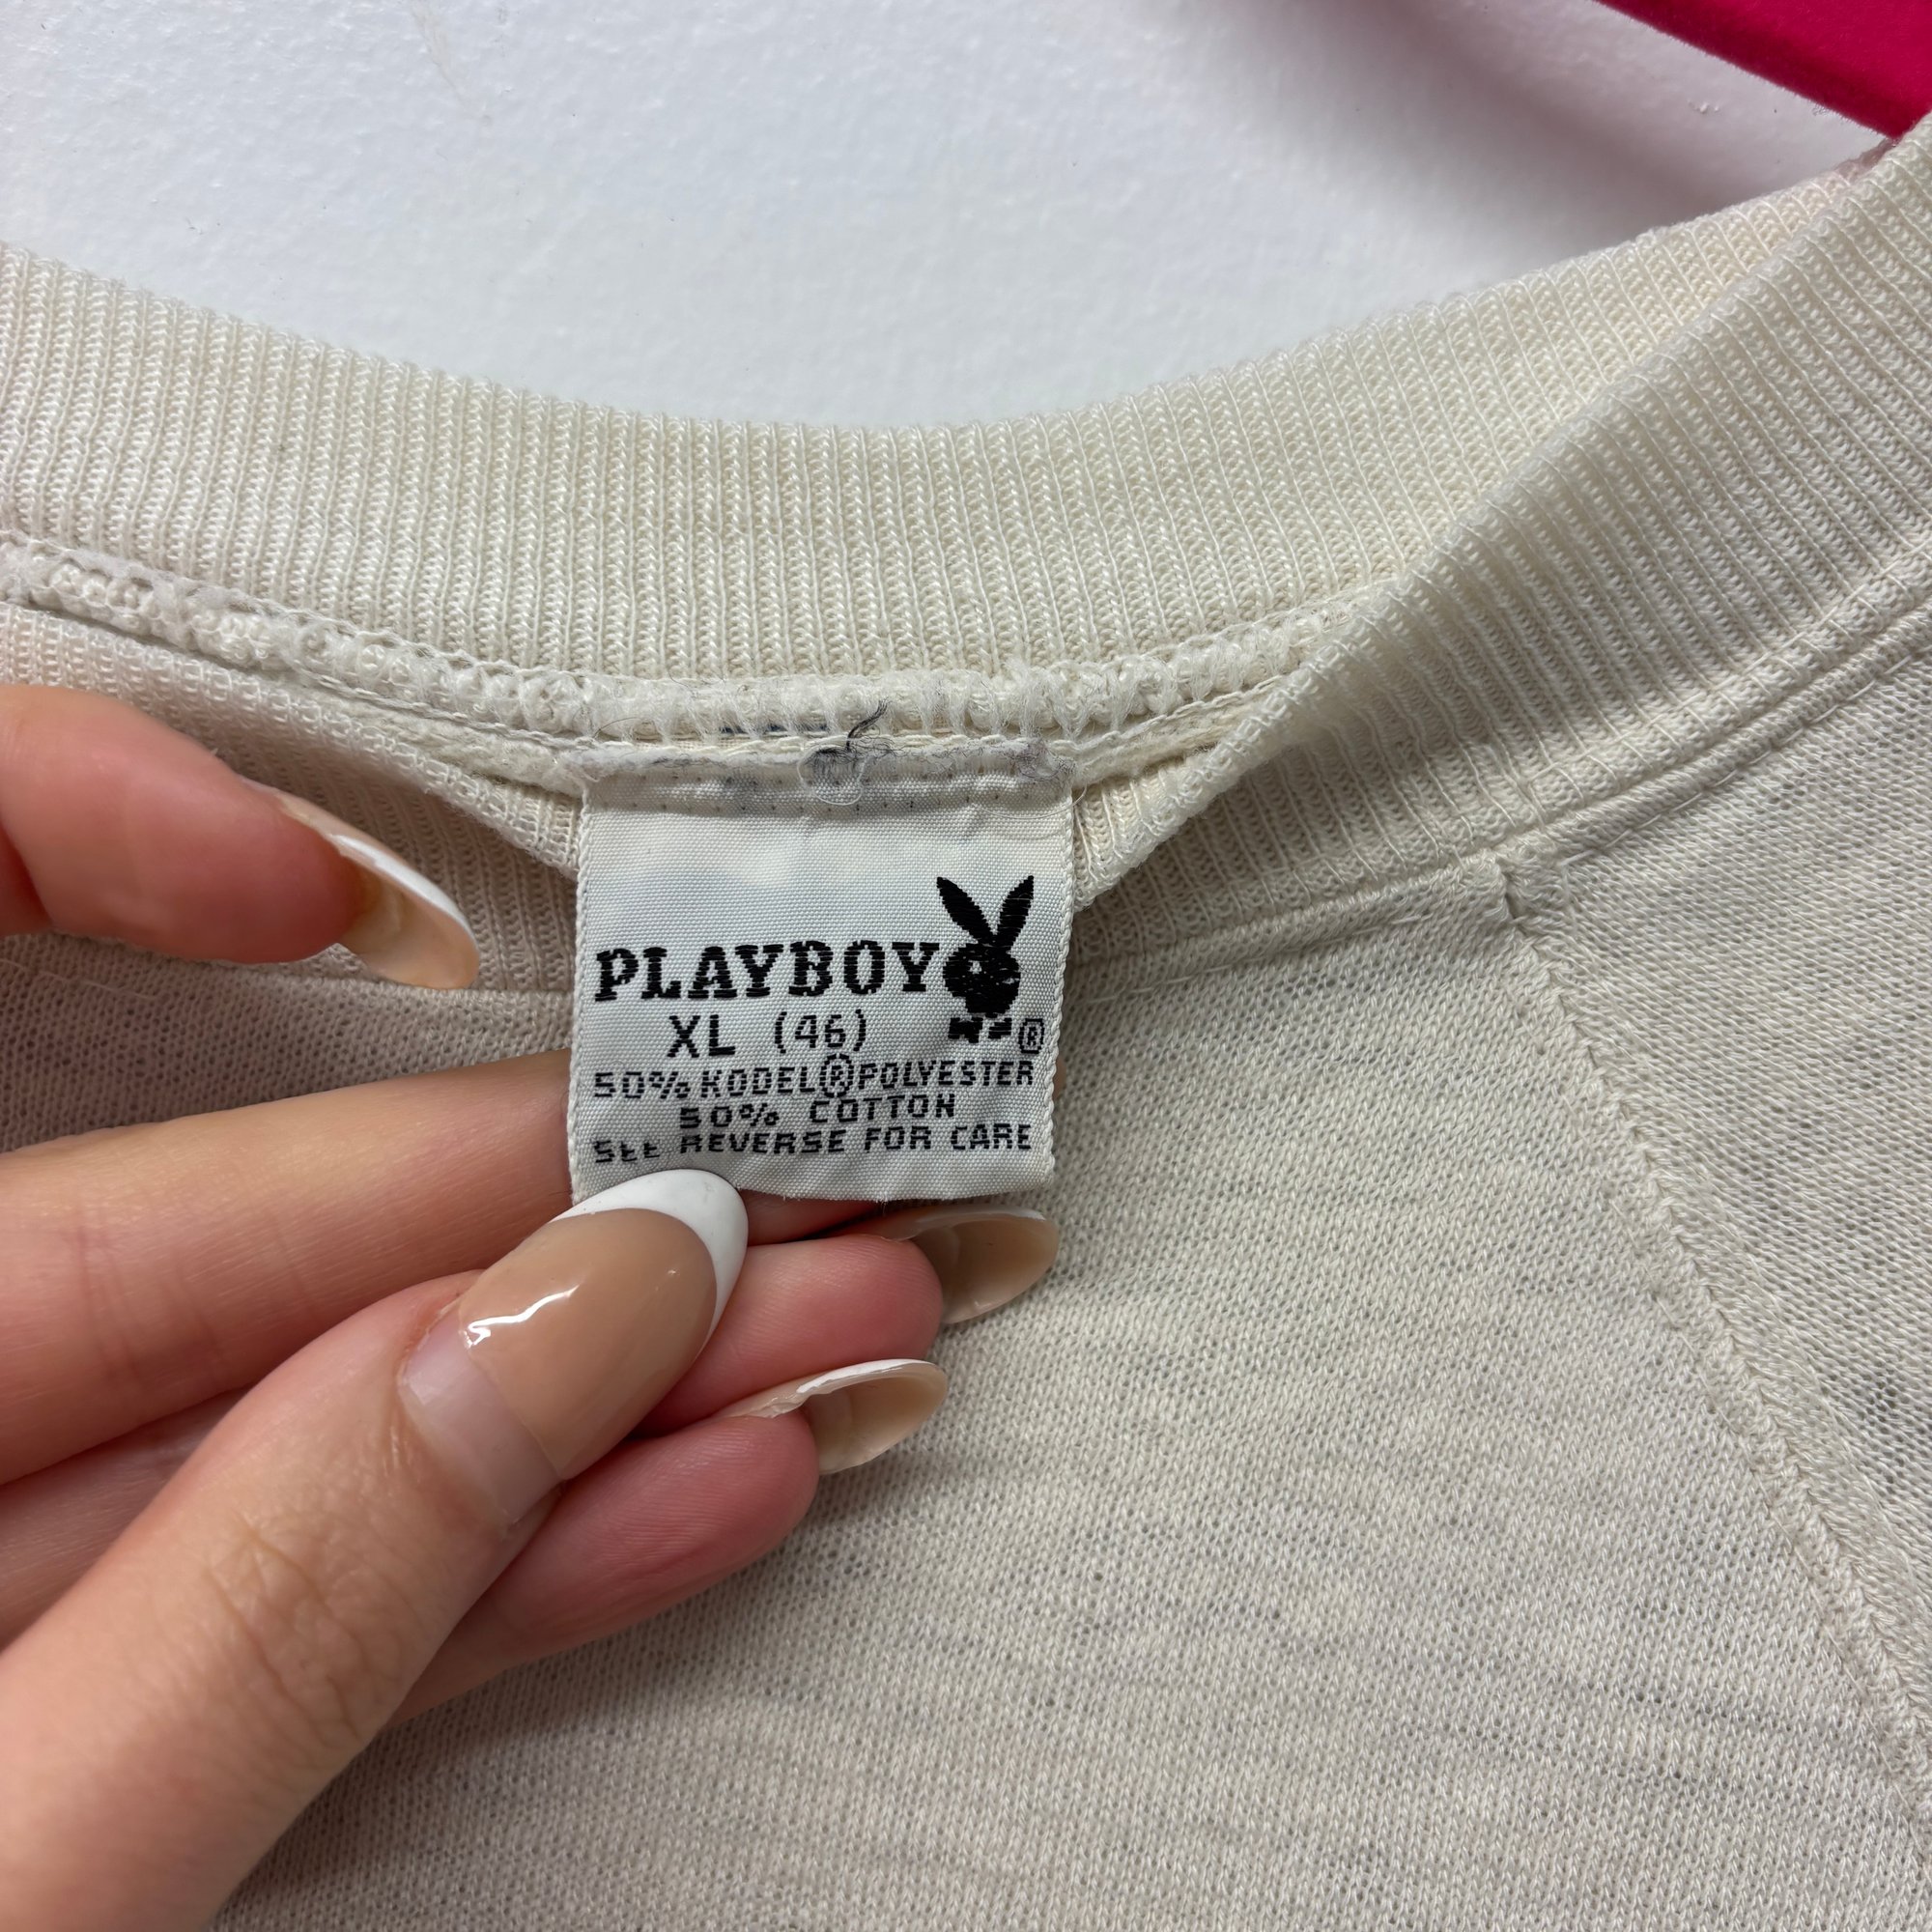 PLAYBOY
XL (46) ®
50% KODEL® POLYESTER
50% COTTON
SEE REVERSE FOR CARE